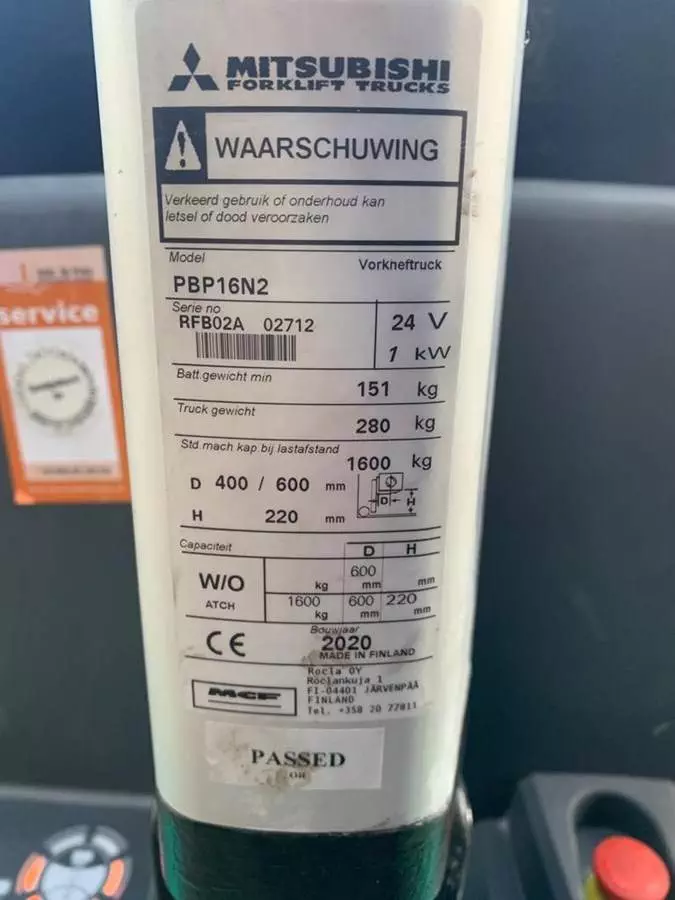 MITSUBISHI
FORKLIFT TRUCKS
WAARSCHUWING
Verkeerd gebruik of onderhoud kan
letsel of dood veroorzaken
Model
Vorkheftruck
PBP16N2
Serie no
RFB02A 02712
24 V
1 kW
Batt.gewicht min
151 kg
Truck gewicht
280 kg
Std.mach kap bij lastafstand
1600 kg
D 400 / 600 mm
D
H
H 220 mm
Capaciteit
D H
600
W/O kg mm mm
ATCH 1600 600 220
kg mm mm
Bouwjaar
CE 2020
MADE IN FINLAND
Rocla OY
Roclankuja 1
MCF FI-04401 JÄRVENPÄÄ
FINLAND
Tel. +358 20 77811
PASSED
service